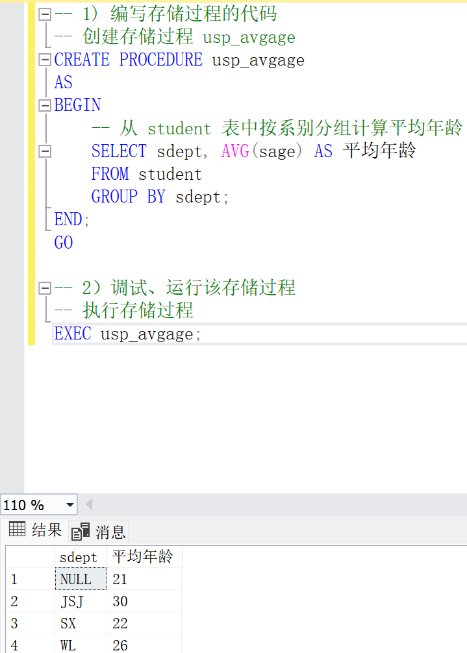 -- 1) 编写存储过程的代码
-- 创建存储过程 usp_avgage
CREATE PROCEDURE usp_avgage
AS
BEGIN
-- 从 student 表中按系别分组计算平均年龄
SELECT sdept, AVG(sage) AS 平均年龄
FROM student
GROUP BY sdept;
END;
GO
-- 2) 调试、运行该存储过程
-- 执行存储过程
EXEC usp_avgage;
110 %
结果 消息
sdept 平均年龄
1 NULL 21
2 JSJ 30
3 SX 22
4 WL 26